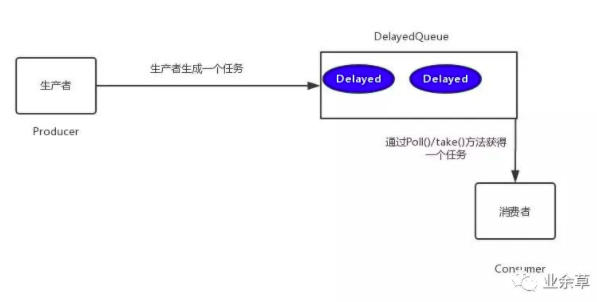 DelayedQueue
生产者
生产者生成一个任务
Delayed
Delayed
Producer
通过Poll()/take()方法获得
一个任务
消费者
Consumer
业余草